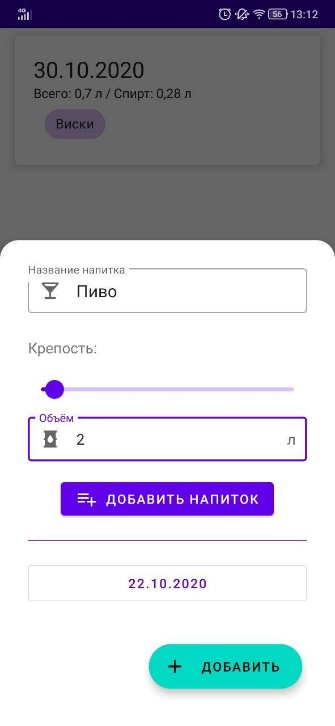 4G
56
13:12
30.10.2020
Всего: 0,7 л / Спирт: 0,28 л
Виски
Название напитка
Пиво
Крепость:
Объём
2
л
ДОБАВИТЬ НАПИТОК
22.10.2020
ДОБАВИТЬ